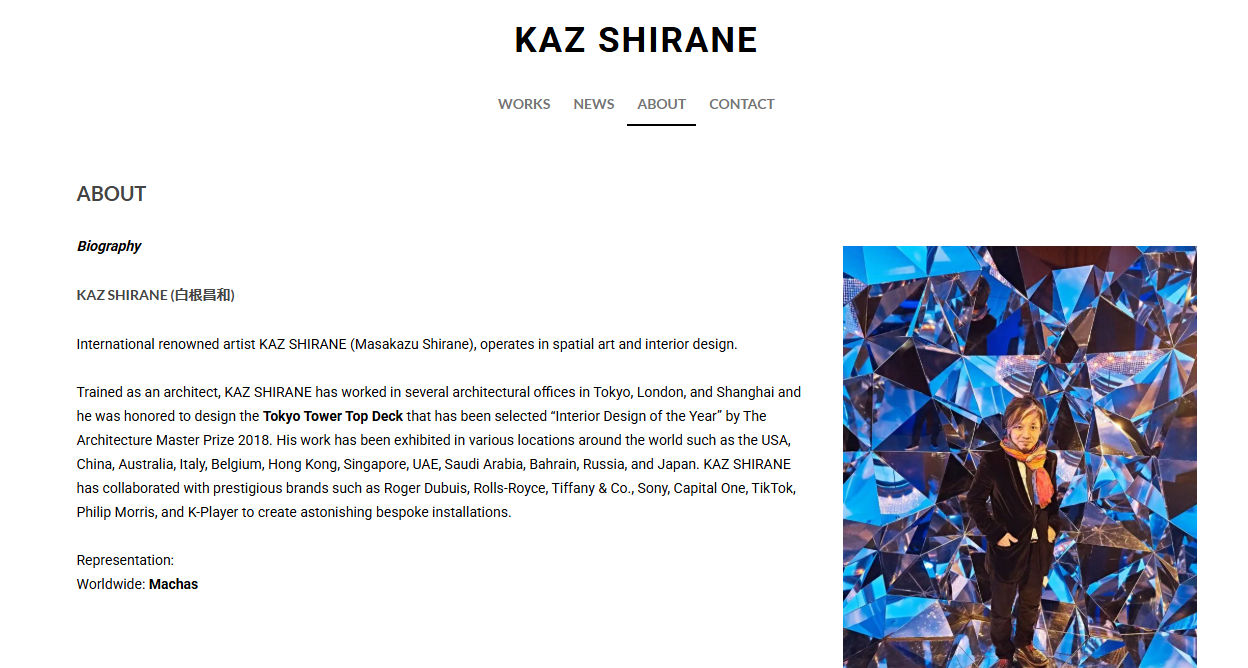 KAZ SHIRANE
WORKS NEWS ABOUT CONTACT
ABOUT
Biography
KAZ SHIRANE (白根昌和)
International renowned artist KAZ SHIRANE (Masakazu Shirane), operates in spatial art and interior design.
Trained as an architect, KAZ SHIRANE has worked in several architectural offices in Tokyo, London, and Shanghai and
he was honored to design the Tokyo Tower Top Deck that has been selected “Interior Design of the Year” by The
Architecture Master Prize 2018. His work has been exhibited in various locations around the world such as the USA,
China, Australia, Italy, Belgium, Hong Kong, Singapore, UAE, Saudi Arabia, Bahrain, Russia, and Japan. KAZ SHIRANE
has collaborated with prestigious brands such as Roger Dubuis, Rolls-Royce, Tiffany & Co., Sony, Capital One, TikTok,
Philip Morris, and K-Player to create astonishing bespoke installations.
Representation:
Worldwide: Machas